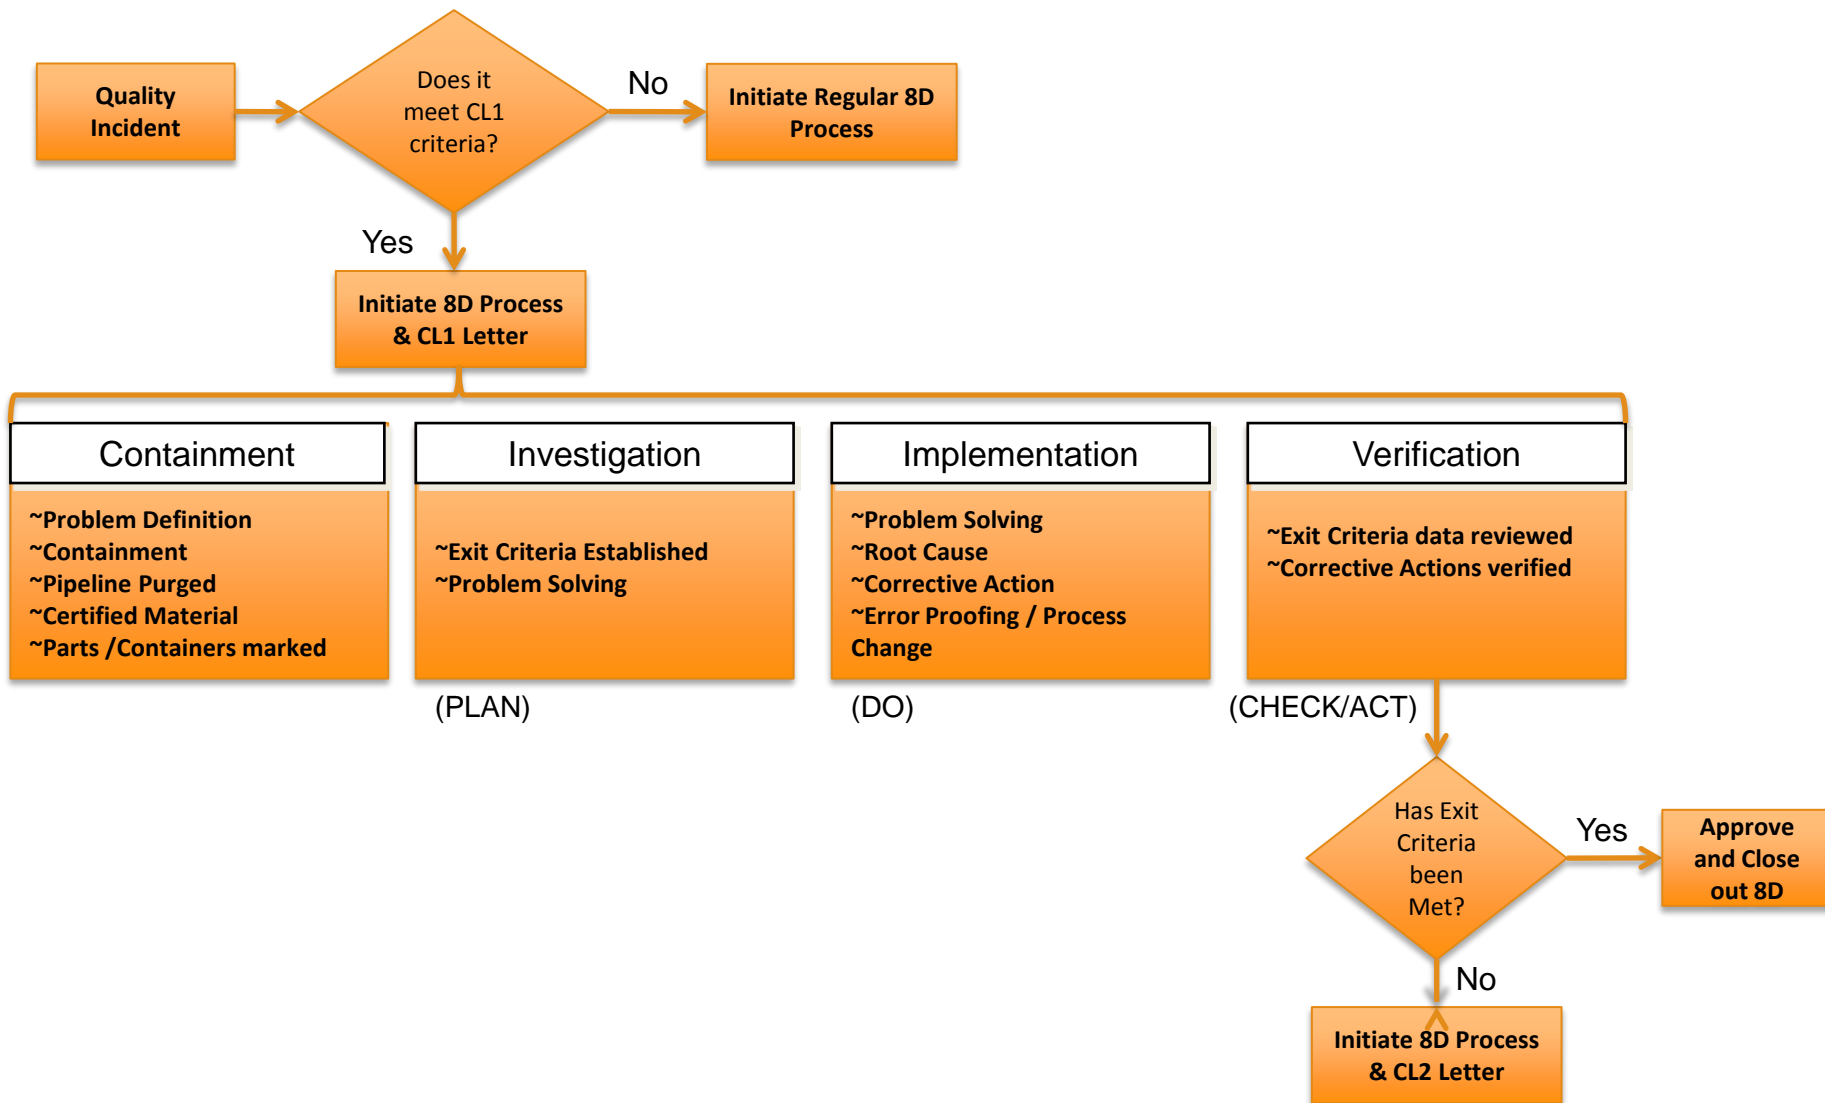 Quality
Incident
Does it
meet CL1
criteria?
No
Initiate Regular 8D
Process
Yes
Initiate 8D Process
& CL1 Letter
Containment
~Problem Definition
~Containment
~Pipeline Purged
~Certified Material
~Parts /Containers marked
Investigation
~Exit Criteria Established
~Problem Solving
(PLAN)
Implementation
~Problem Solving
~Root Cause
~Corrective Action
~Error Proofing / Process
Change
(DO)
Verification
~Exit Criteria data reviewed
~Corrective Actions verified
(CHECK/ACT)
Has Exit
Criteria
been
Met?
Yes
Approve
and Close
out 8D
No
Initiate 8D Process
& CL2 Letter